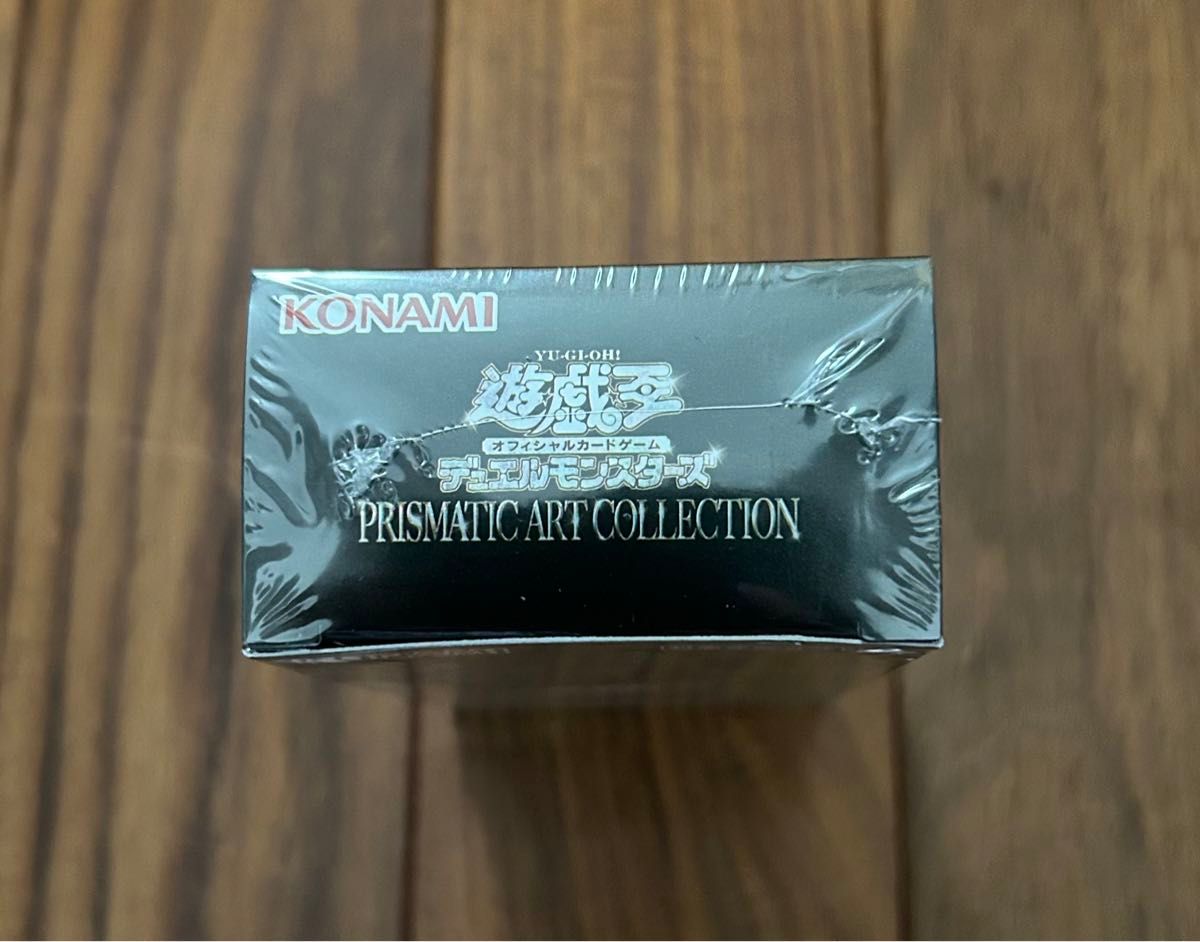 KONAMI
YU-GI-OH!
遊戯王
オフィシャルカードゲーム
デュエルモンスターズ
PRISMATIC ART COLLECTION